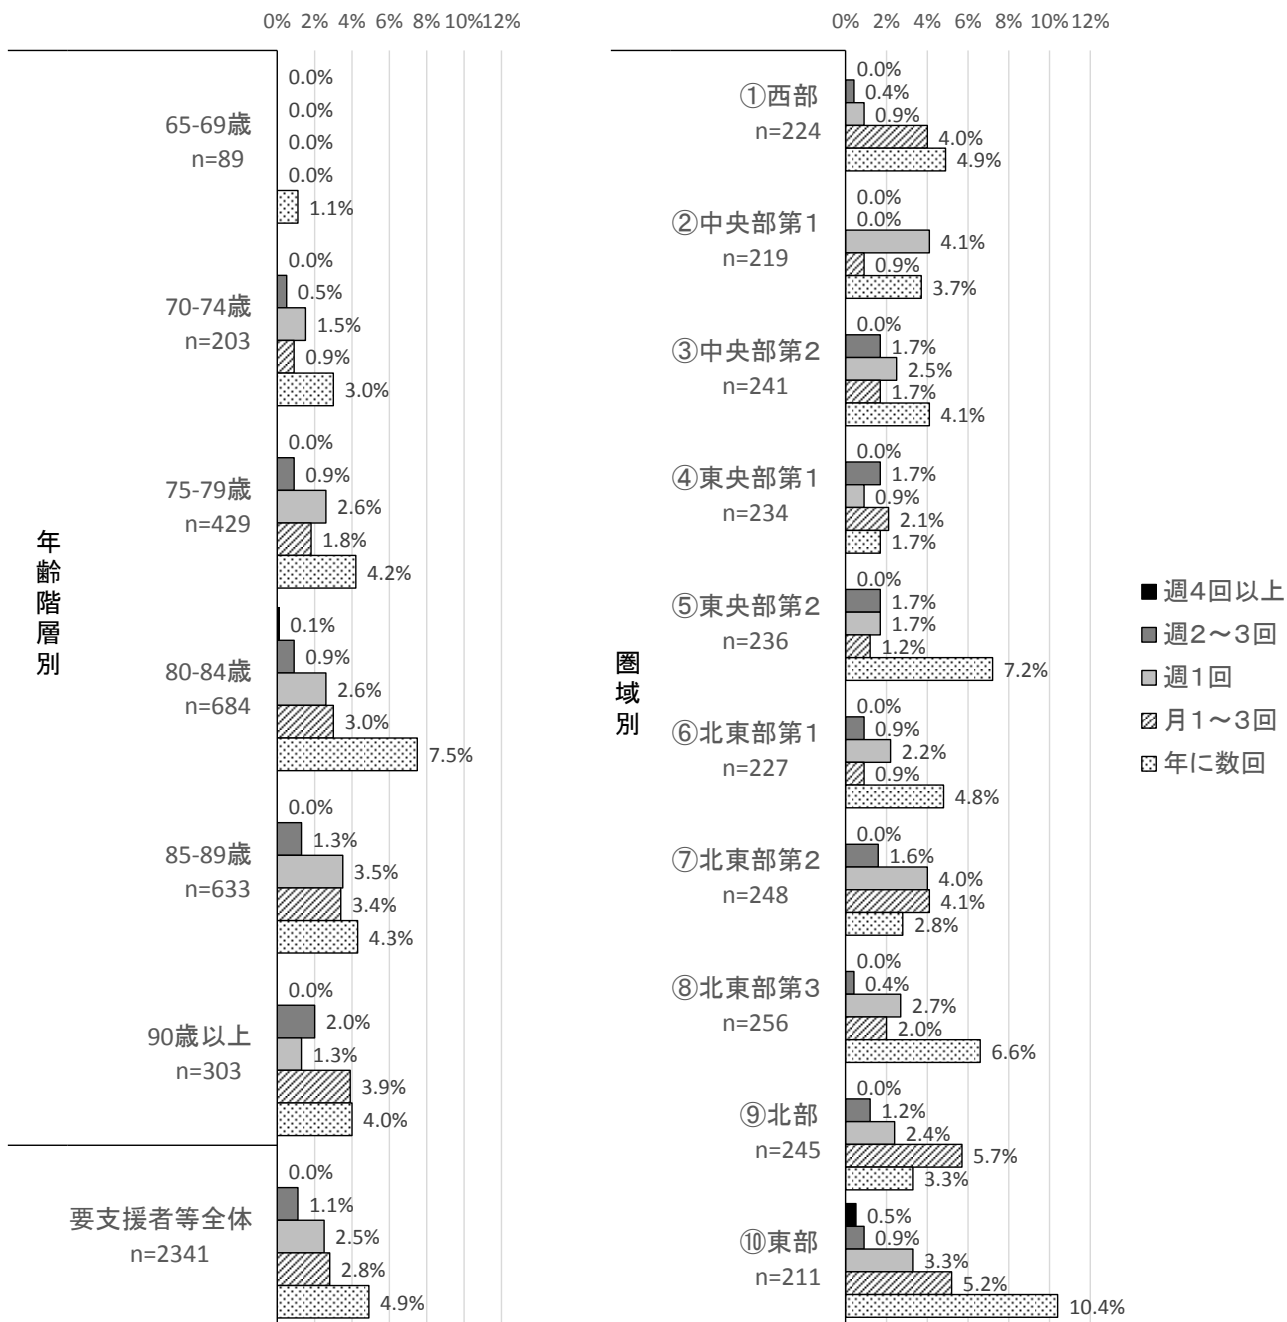 0% 2% 4% 6% 8% 10% 12%
年齢階層別
65-69歳
n=89
0.0%
0.0%
0.0%
0.0%
1.1%
70-74歳
n=203
0.0%
0.5%
1.5%
0.9%
3.0%
75-79歳
n=429
0.0%
0.9%
2.6%
1.8%
4.2%
80-84歳
n=684
0.1%
0.9%
2.6%
3.0%
7.5%
85-89歳
n=633
0.0%
1.3%
3.5%
3.4%
4.3%
90歳以上
n=303
0.0%
2.0%
1.3%
3.9%
4.0%
要支援者等全体
n=2341
0.0%
1.1%
2.5%
2.8%
4.9%
0% 2% 4% 6% 8% 10% 12%
圏域別
①西部
n=224
0.0%
0.4%
0.9%
4.0%
4.9%
②中央部第1
n=219
0.0%
0.0%
4.1%
0.9%
3.7%
③中央部第2
n=241
0.0%
1.7%
2.5%
1.7%
4.1%
④東央部第1
n=234
0.0%
1.7%
0.9%
2.1%
1.7%
⑤東央部第2
n=236
0.0%
1.7%
1.7%
1.2%
7.2%
⑥北東部第1
n=227
0.0%
0.9%
2.2%
0.9%
4.8%
⑦北東部第2
n=248
0.0%
1.6%
4.0%
4.1%
2.8%
⑧北東部第3
n=256
0.0%
0.4%
2.7%
2.0%
6.6%
⑨北部
n=245
0.0%
1.2%
2.4%
5.7%
3.3%
⑩東部
n=211
0.5%
0.9%
3.3%
5.2%
10.4%
週4回以上
週2～3回
週1回
月1～3回
年に数回